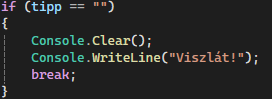 if (tipp == "")
{
    Console.Clear();
    Console.WriteLine("Viszlát!");
    break;
}